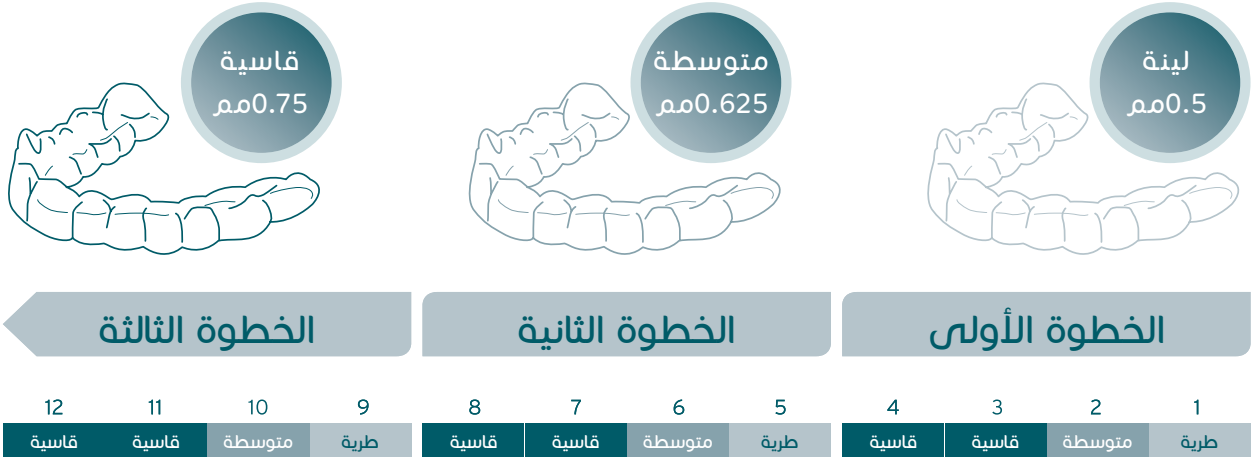 لينة
0.5مم
متوسطة
0.625مم
قاسية
0.75مم
الخطوة الأولى
الخطوة الثانية
الخطوة الثالثة
1 2 3 4
طرية متوسطة قاسية قاسية
5 6 7 8
طرية متوسطة قاسية قاسية
9 10 11 12
طرية متوسطة قاسية قاسية